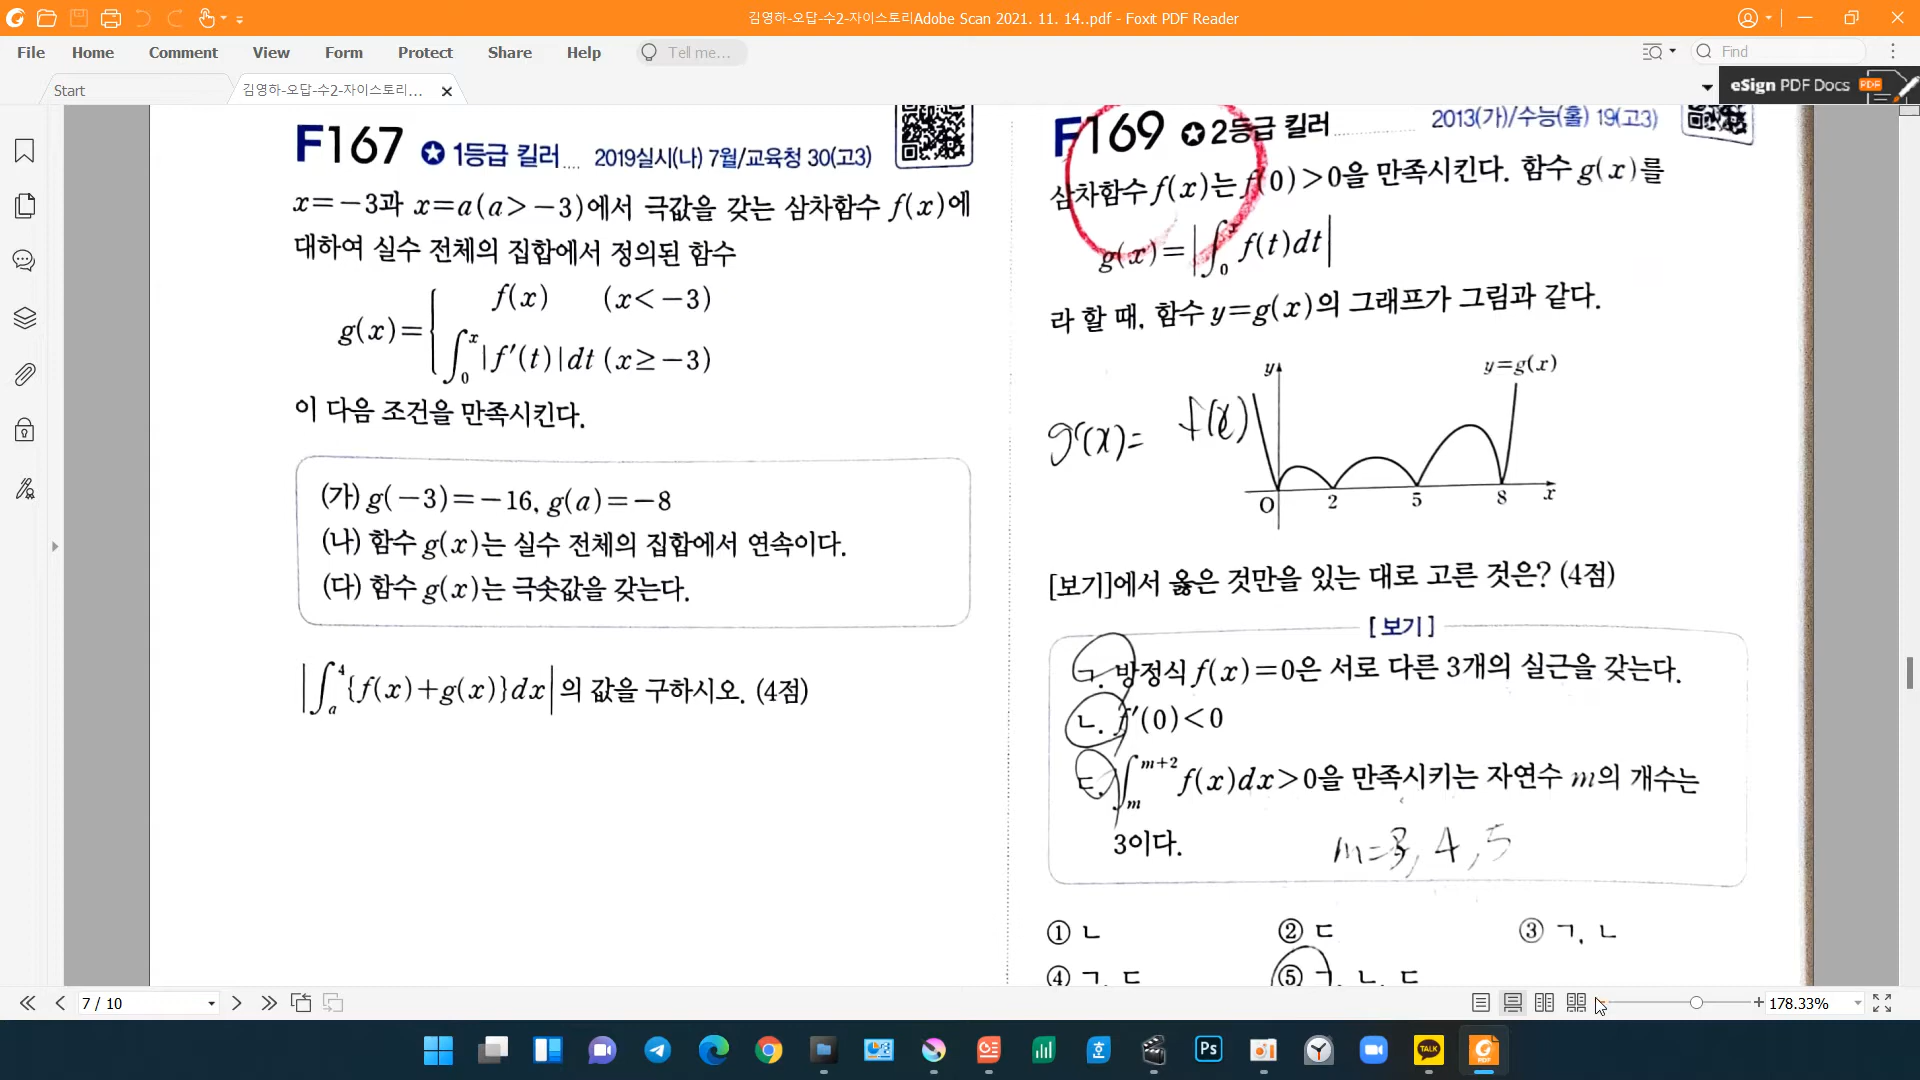 김영하-오답-수2-자이스토리Adobe Scan 2021. 11. 14..pdf - Foxit PDF Reader
File Home Comment View Form Protect Share Help Tell me... Find
Start
김영하-오답-수2-자이스토리...
eSign PDF Docs PDF
F167 ★ 1등급 킬러 .... 2019실시(나) 7월/교육청 30(고3)
x=−3과 x=a(a>−3)에서 극값을 갖는 삼차함수 f(x)에
대하여 실수 전체의 집합에서 정의된 함수
g(x)={ f(x) (x<−3)
∫₀ˣ|f′(t)|dt (x≥−3)
이 다음 조건을 만족시킨다.
(가) g(−3)=−16, g(a)=−8
(나) 함수 g(x)는 실수 전체의 집합에서 연속이다.
(다) 함수 g(x)는 극솟값을 갖는다.
|∫ₐ⁴{f(x)+g(x)}dx|의 값을 구하시오. (4점)
F169 ★ 2등급 킬러 ........ 2013(가)/수능(홀) 19(고3)
삼차함수 f(x)는 f(0)>0을 만족시킨다. 함수 g(x)를
g(x)=|∫₀ˣ f(t)dt|
라 할 때, 함수 y=g(x)의 그래프가 그림과 같다.
y y=g(x)
g'(x)= f(x)
O 2 5 8 x
[보기]에서 옳은 것만을 있는 대로 고른 것은? (4점)
[보기]
ㄱ. 방정식 f(x)=0은 서로 다른 3개의 실근을 갖는다.
ㄴ. f′(0)<0
ㄷ. ∫ₘᵐ⁺² f(x)dx>0을 만족시키는 자연수 m의 개수는
3이다.
m=3, 4, 5
① ㄴ ② ㄷ ③ ㄱ, ㄴ
④ ㄱ, ㄷ ⑤ ㄱ, ㄴ, ㄷ
7 / 10
178.33%
Ps
TALK